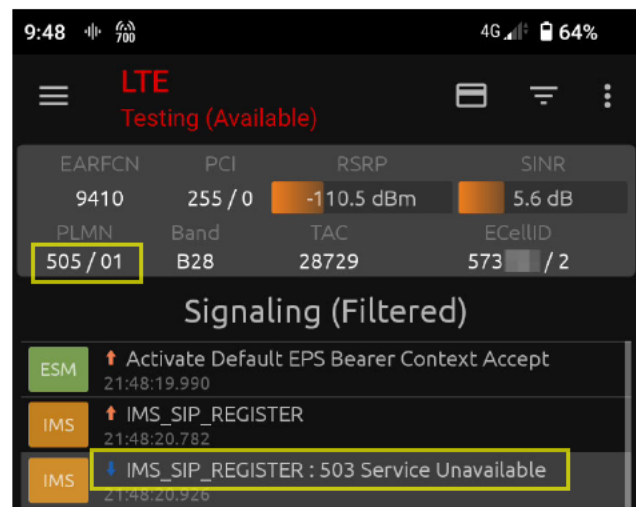 9:48 700 4G 64%
LTE
Testing (Available)
EARFCN PCI RSRP SINR
9410 255 / 0 -110.5 dBm 5.6 dB
PLMN Band TAC ECellID
505 / 01 B28 28729 573 / 2
Signaling (Filtered)
ESM Activate Default EPS Bearer Context Accept
21:48:19.990
IMS IMS_SIP_REGISTER
21:48:20.782
IMS IMS_SIP_REGISTER : 503 Service Unavailable
21:48:20.926